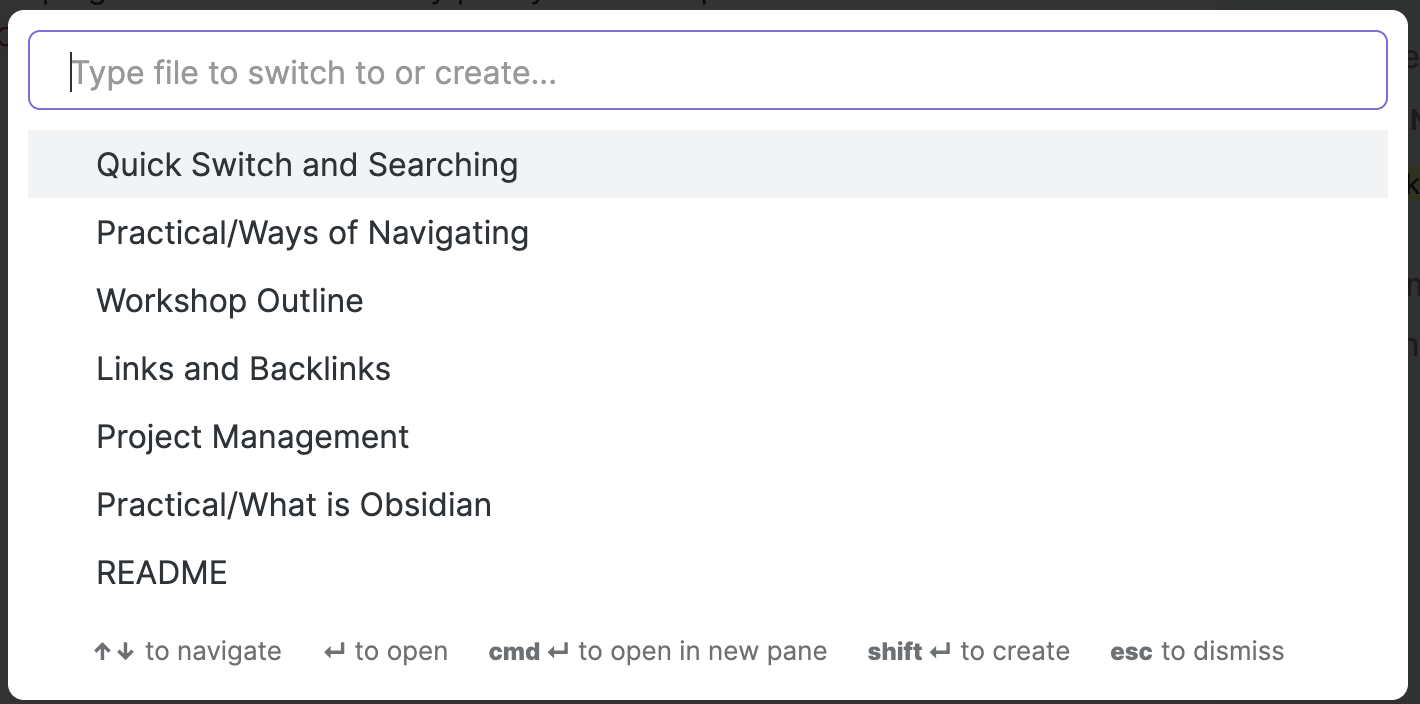 Type file to switch to or create...
Quick Switch and Searching
Practical/Ways of Navigating
Workshop Outline
Links and Backlinks
Project Management
Practical/What is Obsidian
README
↑↓ to navigate ↵ to open cmd ↵ to open in new pane shift ↵ to create esc to dismiss